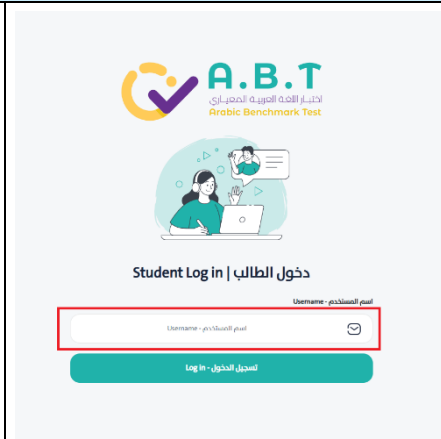 A.B.T
اختبار اللغة العربية المعياري
Arabic Benchmark Test
دخول الطالب | Student Log in
اسم المستخدم - Username
اسم المستخدم - Username
تسجيل الدخول - Log in